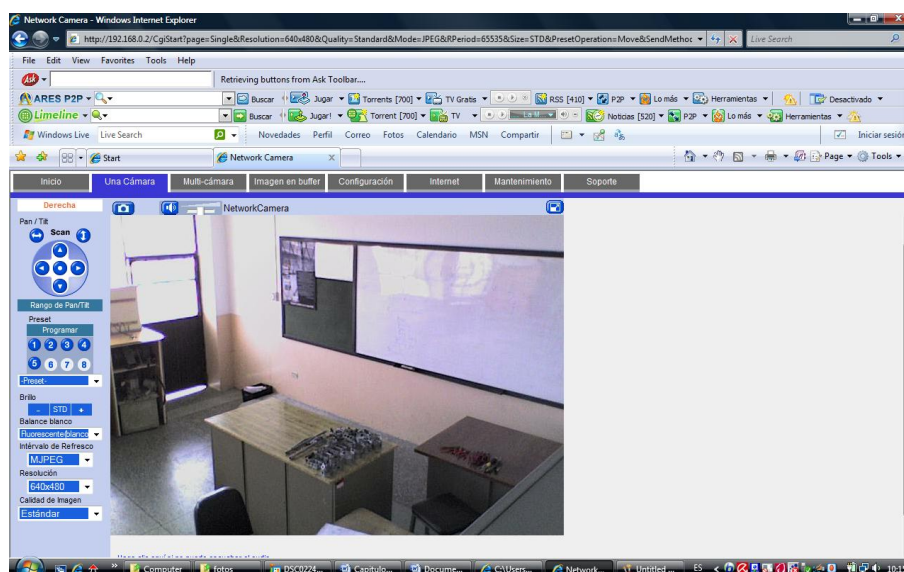 Network Camera - Windows Internet Explorer
http://192.168.0.2/CgiStart?page=Single&Resolution=640x480&Quality=Standard&Mode=JPEG&RPeriod=65535&Size=STD&PresetOperation=Move&SendMethod
Live Search
File Edit View Favorites Tools Help
Ask
Retrieving buttons from Ask Toolbar....
ARES P2P
Buscar Jugar Torrents [700] TV Gratis RSS [410] P2P Lo más Herramientas Desactivado
Limeline
Buscar Jugar! Torrent [700] TV Noticias [520] P2P Lo más Herramientas
Windows Live Live Search Novedades Perfil Correo Fotos Calendario MSN Compartir Iniciar sesión
Start Network Camera X Page Tools
Inicio Una Cámara Multi-cámara Imagen en buffer Configuración Internet Mantenimiento Soporte
Derecha
NetworkCamera
Pan / Tilt
Scan
Rango de Pan/Tilt
Preset
Programar
1 2 3 4
5 6 7 8
-Preset-
Brillo
- STD +
Balance blanco
Fluorescente blanco
Intérvalo de Refresco
MJPEG
Resolución
640x480
Calidad de Imagen
Estándar
Computer fotos DSC0224... Capitulo... Docume... C:\Users... Network... Untitled ... ES